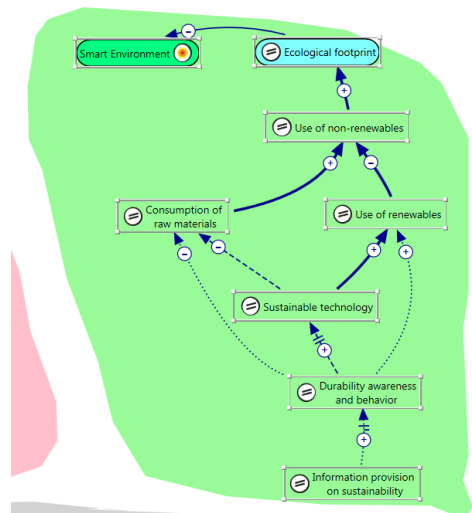 Smart Environment
Ecological footprint
−
+
Use of non-renewables
+
−
Consumption of
raw materials
Use of renewables
−
−
+
+
Sustainable technology
+
Durability awareness
and behavior
+
Information provision
on sustainability